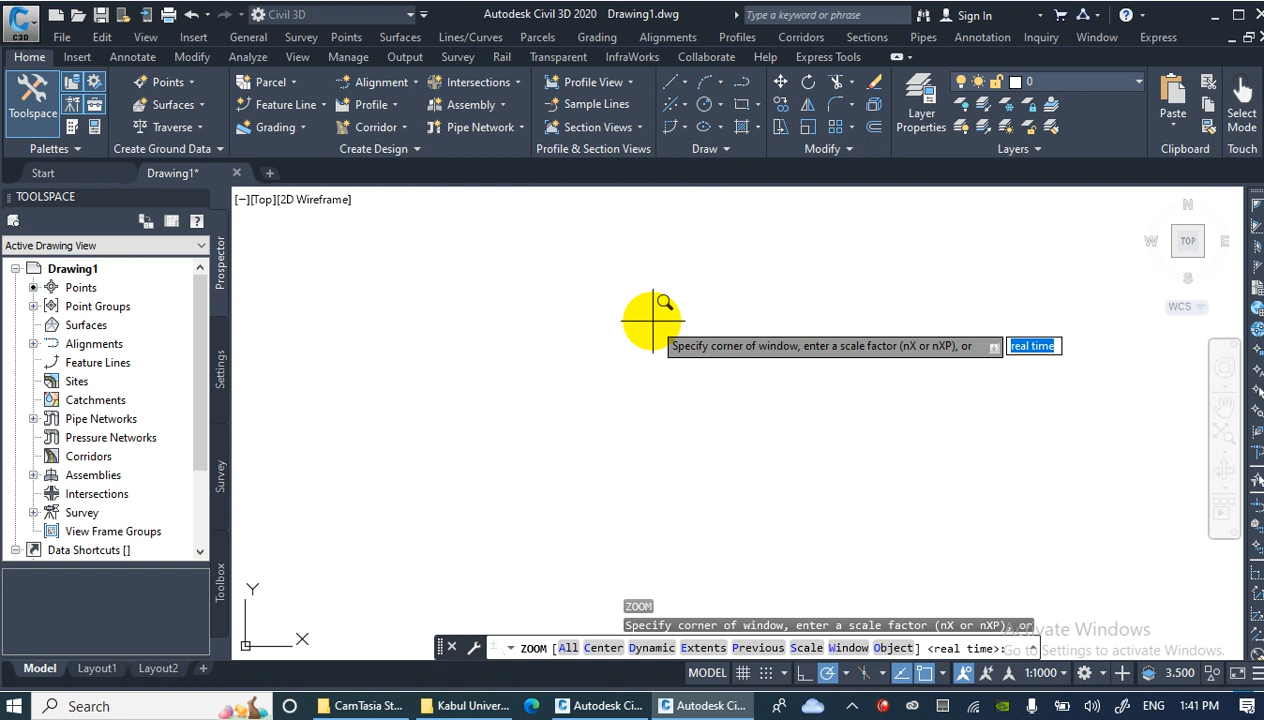 C3D
Civil 3D
Autodesk Civil 3D 2020 Drawing1.dwg
Type a keyword or phrase
Sign In
File Edit View Insert General Survey Points Surfaces Lines/Curves Parcels Grading Alignments Profiles Corridors Sections Pipes Annotation Inquiry Window Express
Home Insert Annotate Modify Analyze View Manage Output Survey Rail Transparent InfraWorks Collaborate Help Express Tools
Toolspace
Points
Surfaces
Traverse
Parcel
Feature Line
Grading
Alignment
Profile
Corridor
Intersections
Assembly
Pipe Network
Profile View
Sample Lines
Section Views
Layer
Properties
0
Paste
Select
Mode
Palettes Create Ground Data Create Design Profile & Section Views Draw Modify Layers Clipboard Touch
Start Drawing1*
TOOLSPACE
[−][Top][2D Wireframe]
Active Drawing View
Drawing1
Points
Point Groups
Surfaces
Alignments
Feature Lines
Sites
Catchments
Pipe Networks
Pressure Networks
Corridors
Assemblies
Intersections
Survey
View Frame Groups
Data Shortcuts []
Prospector
Settings
Survey
Toolbox
N
W TOP E
S
WCS
Specify corner of window, enter a scale factor (nX or nXP), or real time
Y
X
ZOOM
Specify corner of window, enter a scale factor (nX or nXP), or
ZOOM [All Center Dynamic Extents Previous Scale Window Object] <real time>:
Activate Windows
Go to Settings to activate Windows.
Model Layout1 Layout2 +
MODEL 1:1000 3.500
Search
CamTasia St...
Kabul Univer...
Autodesk Ci...
Autodesk Ci...
ENG 1:41 PM